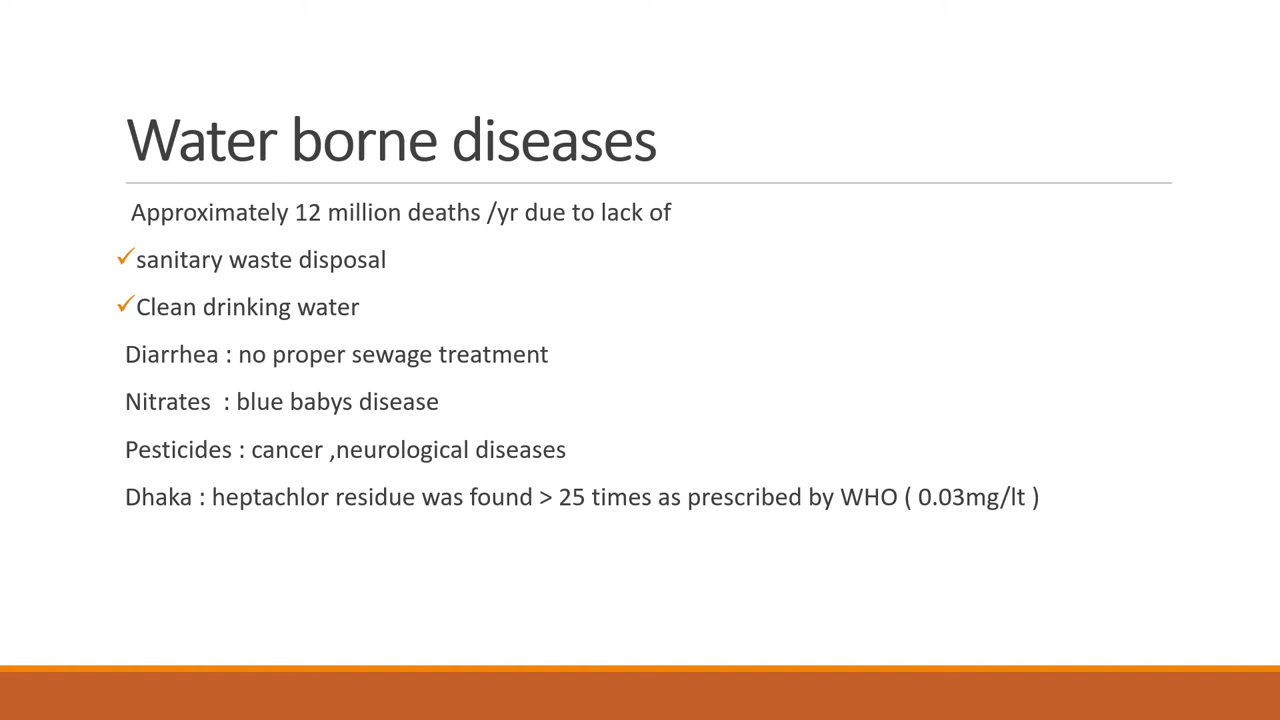 Water borne diseases
Approximately 12 million deaths /yr due to lack of
✓sanitary waste disposal
✓Clean drinking water
Diarrhea : no proper sewage treatment
Nitrates  : blue babys disease
Pesticides : cancer ,neurological diseases
Dhaka : heptachlor residue was found > 25 times as prescribed by WHO ( 0.03mg/lt )